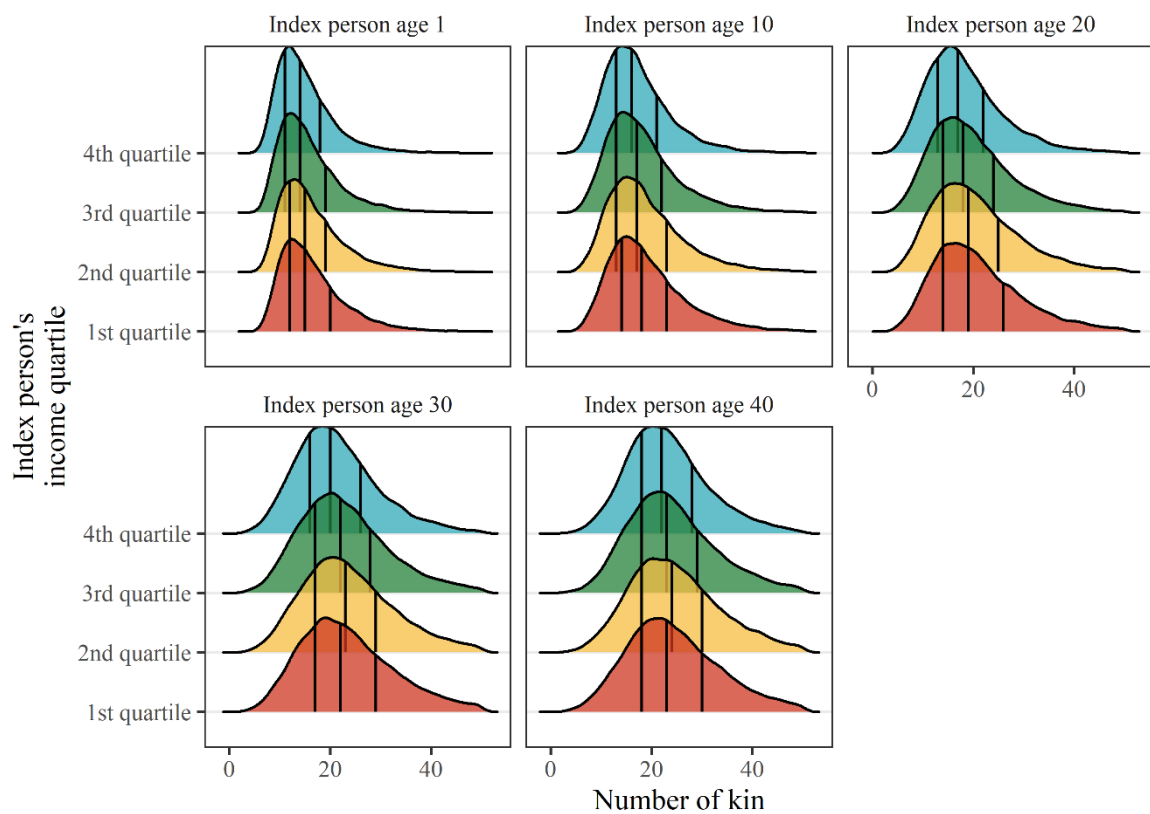 Index person age 1
Index person age 10
Index person age 20
4th quartile
3rd quartile
2nd quartile
1st quartile
0 20 40
Index person age 30
Index person age 40
4th quartile
3rd quartile
2nd quartile
1st quartile
0 20 40
0 20 40
Index person's
income quartile
Number of kin